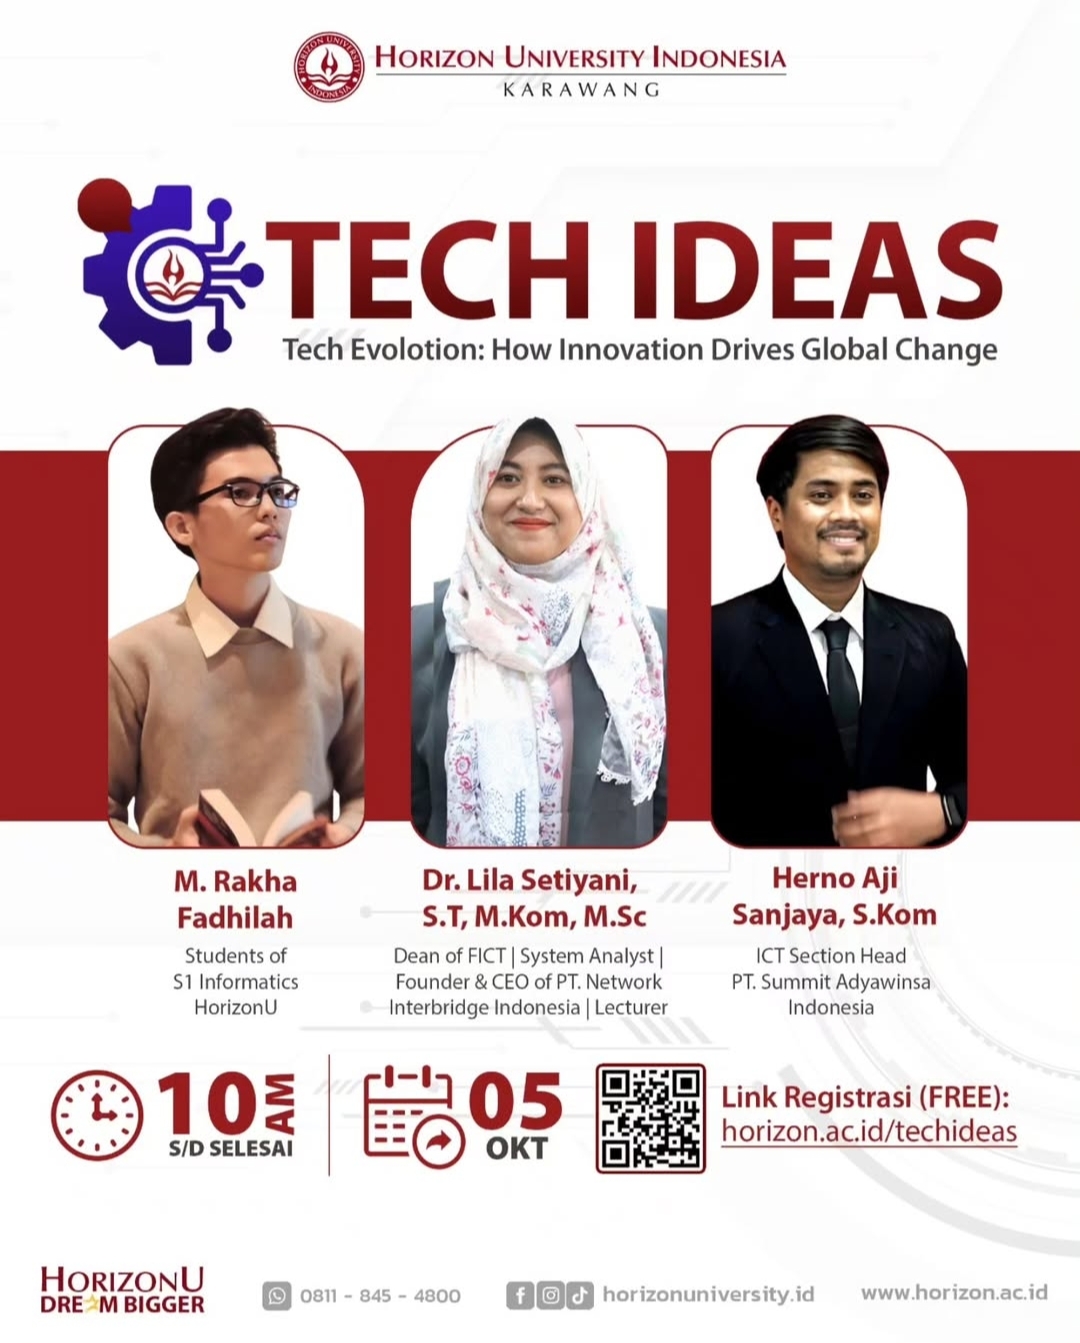 HORIZON UNIVERSITY INDONESIA
KARAWANG
TECH IDEAS
Tech Evolotion: How Innovation Drives Global Change
M. Rakha
Fadhilah
Students of
S1 Informatics
HorizonU
Dr. Lila Setiyani,
S.T, M.Kom, M.Sc
Dean of FICT | System Analyst |
Founder & CEO of PT. Network
Interbridge Indonesia | Lecturer
Herno Aji
Sanjaya, S.Kom
ICT Section Head
PT. Summit Adyawinsa
Indonesia
10 AM
S/D SELESAI
05
OKT
Link Registrasi (FREE):
horizon.ac.id/techideas
HORIZONU
DREAM BIGGER
0811 - 845 - 4800
horizonuniversity.id
www.horizon.ac.id